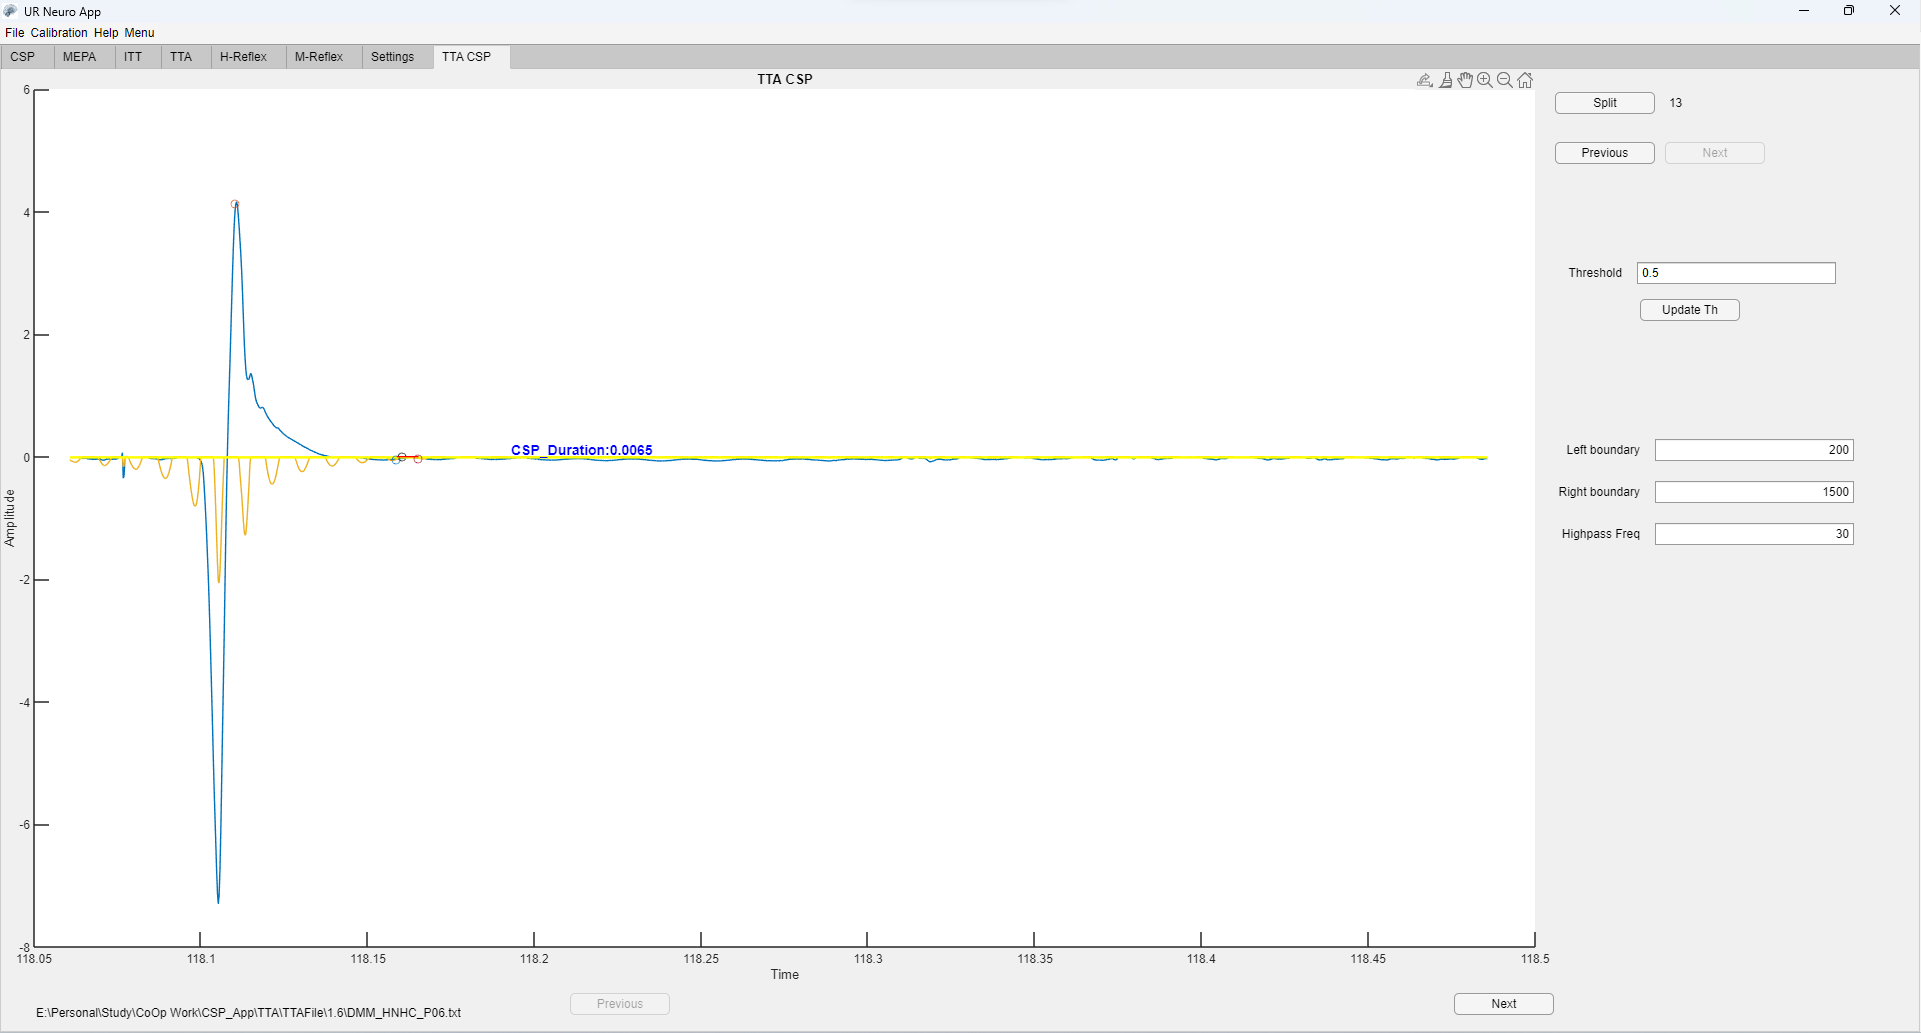 UR Neuro App
File Calibration Help Menu
CSP MEPA ITT TTA H-Reflex M-Reflex Settings TTA CSP
TTA CSP
Split 13
Previous Next
Threshold 0.5
Update Th
Left boundary 200
Right boundary 1500
Highpass Freq 30
6
4
2
0
-2
-4
-6
-8
Amplitude
CSP_Duration:0.0065
118.05 118.1 118.15 118.2 118.25 118.3 118.35 118.4 118.45 118.5
Time
Previous Next
E:\Personal\Study\CoOp Work\CSP_App\TTA\TTAFile\1.6\DMM_HNHC_P06.txt